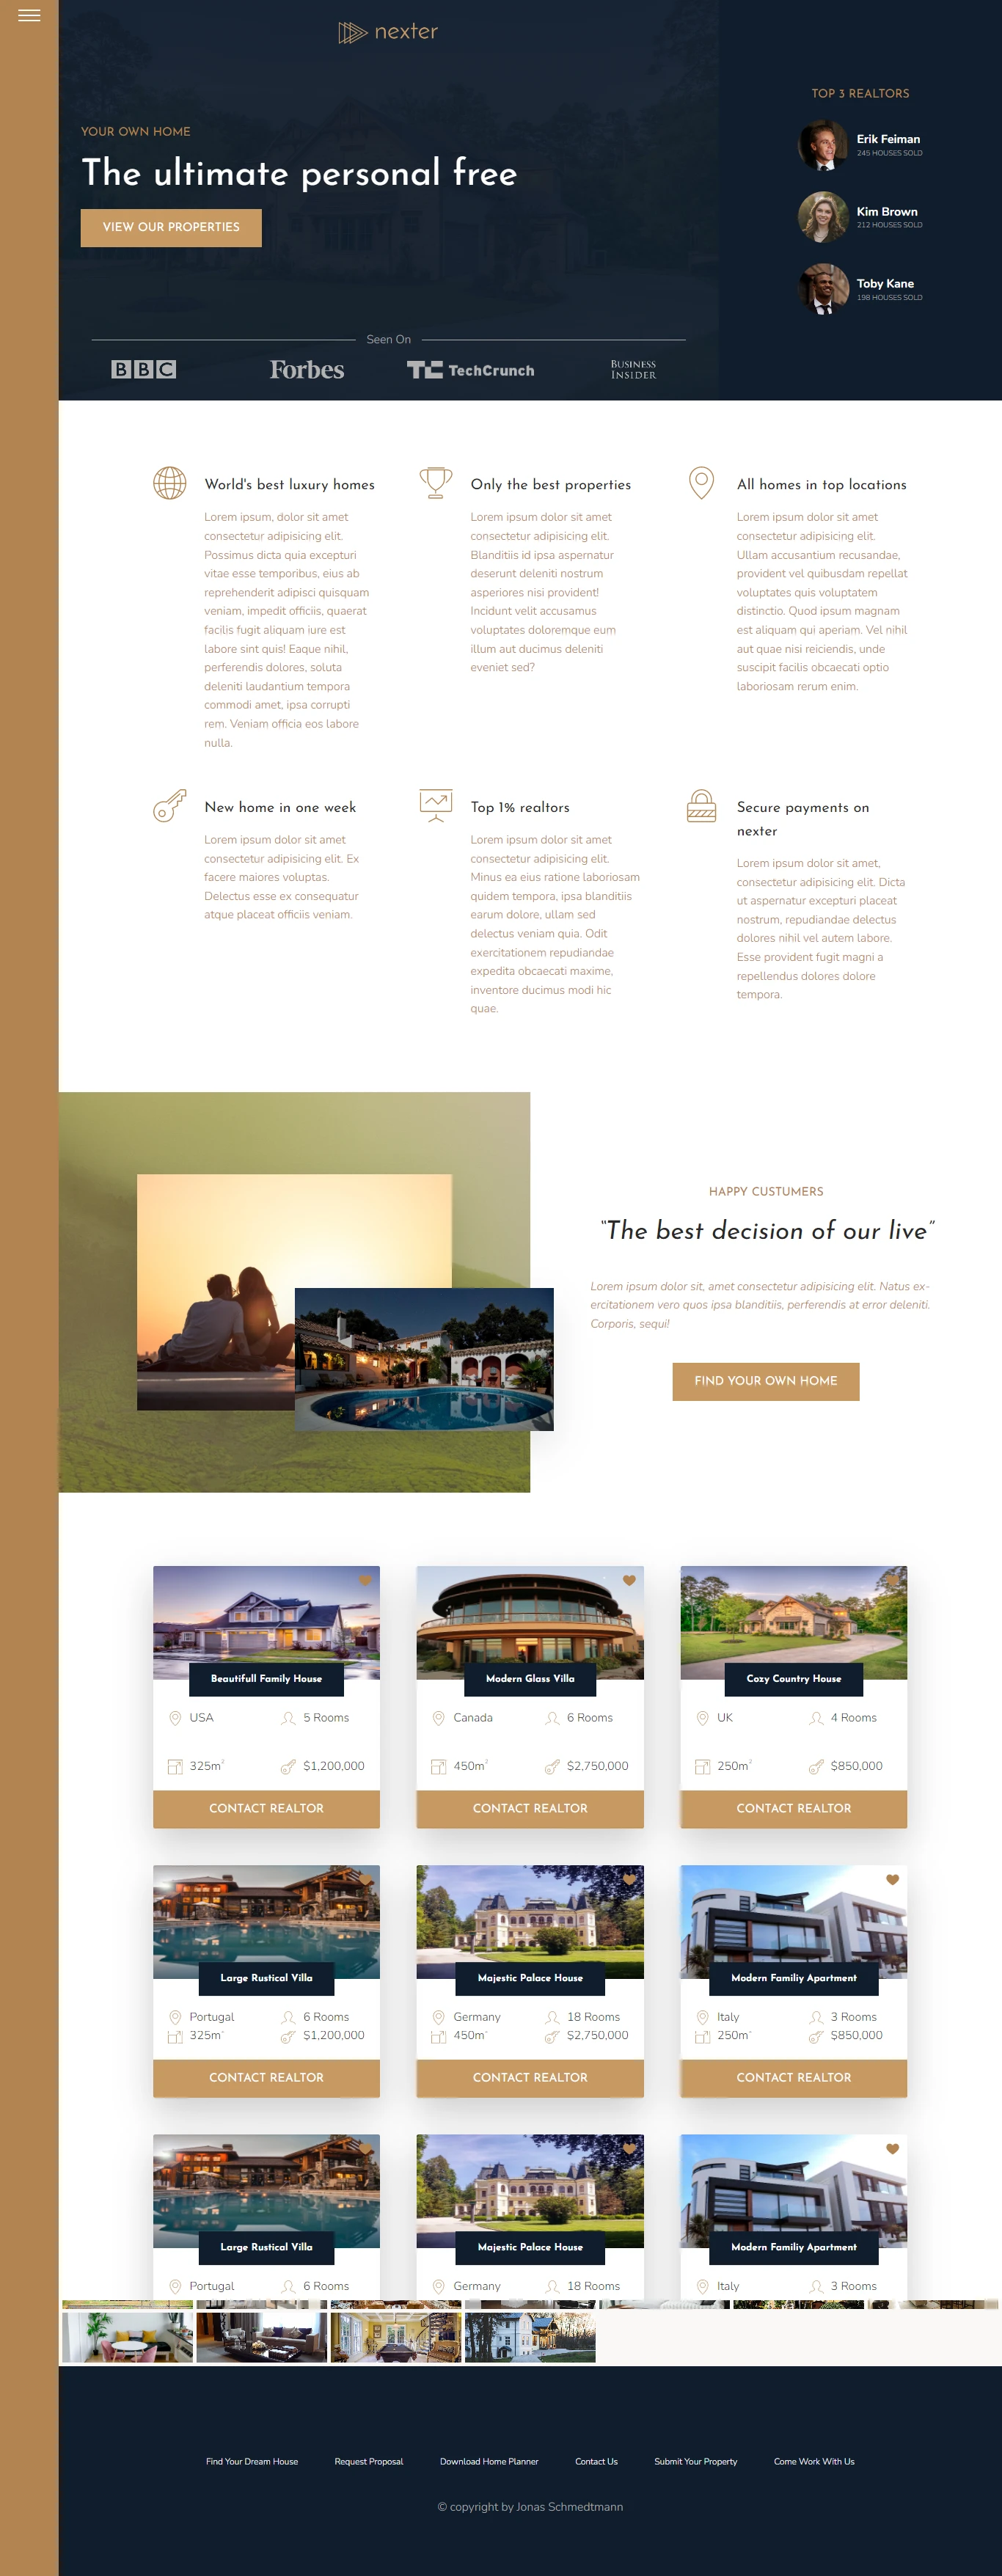 nexter
YOUR OWN HOME
The ultimate personal free
VIEW OUR PROPERTIES
Seen On
BBC
Forbes
TC TechCrunch
BUSINESS
INSIDER
TOP 3 REALTORS
Erik Feiman
245 HOUSES SOLD
Kim Brown
212 HOUSES SOLD
Toby Kane
198 HOUSES SOLD
World's best luxury homes
Lorem ipsum, dolor sit amet
consectetur adipisicing elit.
Possimus dicta quia excepturi
vitae esse temporibus, eius ab
reprehenderit adipisci quisquam
veniam, impedit officiis, quaerat
facilis fugit aliquam iure est
labore sint quis! Eaque nihil,
perferendis dolores, soluta
deleniti laudantium tempora
commodi amet, ipsa corrupti
rem. Veniam officia eos labore
nulla.
Only the best properties
Lorem ipsum dolor sit amet
consectetur adipisicing elit.
Blanditiis id ipsa aspernatur
deserunt deleniti nostrum
asperiores nisi provident!
Incidunt velit accusamus
voluptates doloremque eum
illum aut ducimus deleniti
eveniet sed?
All homes in top locations
Lorem ipsum dolor sit amet
consectetur adipisicing elit.
Ullam accusantium recusandae,
provident vel quibusdam repellat
voluptates quis voluptatem
distinctio. Quod ipsum magnam
est aliquam qui aperiam. Vel nihil
aut quae nisi reiciendis, unde
suscipit facilis obcaecati optio
laboriosam rerum enim.
New home in one week
Lorem ipsum dolor sit amet
consectetur adipisicing elit. Ex
facere maiores voluptas.
Delectus esse ex consequatur
atque placeat officiis veniam.
Top 1% realtors
Lorem ipsum dolor sit amet
consectetur adipisicing elit.
Minus ea eius ratione laboriosam
quidem tempora, ipsa blanditiis
earum dolore, ullam sed
delectus veniam quia. Odit
exercitationem repudiandae
expedita obcaecati maxime,
inventore ducimus modi hic
quae.
Secure payments on
nexter
Lorem ipsum dolor sit amet,
consectetur adipisicing elit. Dicta
ut aspernatur excepturi placeat
nostrum, repudiandae delectus
dolores nihil vel autem labore.
Esse provident fugit magni a
repellendus dolores dolore
tempora.
HAPPY CUSTUMERS
“The best decision of our live”
Lorem ipsum dolor sit, amet consectetur adipisicing elit. Natus ex-
ercitationem vero quos ipsa blanditiis, perferendis at error deleniti.
Corporis, sequi!
FIND YOUR OWN HOME
Beautifull Family House
USA
5 Rooms
325m²
$1,200,000
CONTACT REALTOR
Modern Glass Villa
Canada
6 Rooms
450m²
$2,750,000
CONTACT REALTOR
Cozy Country House
UK
4 Rooms
250m²
$850,000
CONTACT REALTOR
Large Rustical Villa
Portugal
6 Rooms
325m²
$1,200,000
CONTACT REALTOR
Majestic Palace House
Germany
18 Rooms
450m²
$2,750,000
CONTACT REALTOR
Modern Familiy Apartment
Italy
3 Rooms
250m²
$850,000
CONTACT REALTOR
Large Rustical Villa
Portugal
6 Rooms
Majestic Palace House
Germany
18 Rooms
Modern Familiy Apartment
Italy
3 Rooms
Find Your Dream House
Request Proposal
Download Home Planner
Contact Us
Submit Your Property
Come Work With Us
© copyright by Jonas Schmedtmann